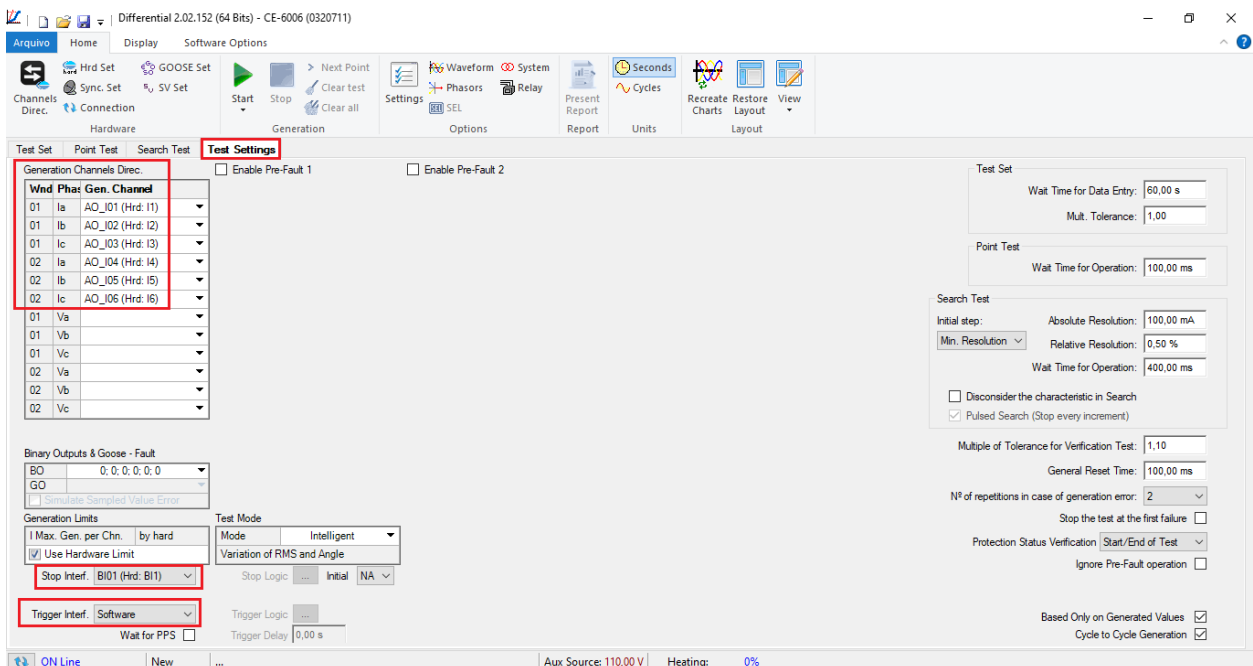 Differential 2.02.152 (64 Bits) - CE-6006 (0320711)
Arquivo Home Display Software Options
Hrd Set GOOSE Set
Sync. Set SV Set
Connection
Channels Direc.
Hardware
Start Stop
Next Point
Clear test
Clear all
Generation
Settings
Waveform System
Phasors Relay
SEL
Options
Present Report
Report
Seconds
Cycles
Units
Recreate Charts
Restore Layout
View
Layout
Test Set Point Test Search Test Test Settings
Generation Channels Direc.
Wnd Phas Gen. Channel
01 Ia AO_I01 (Hrd: I1)
01 Ib AO_I02 (Hrd: I2)
01 Ic AO_I03 (Hrd: I3)
02 Ia AO_I04 (Hrd: I4)
02 Ib AO_I05 (Hrd: I5)
02 Ic AO_I06 (Hrd: I6)
01 Va
01 Vb
01 Vc
02 Va
02 Vb
02 Vc
Enable Pre-Fault 1
Enable Pre-Fault 2
Binary Outputs & Goose - Fault
BO 0; 0; 0; 0; 0; 0
GO
Simulate Sampled Value Error
Generation Limits
I Max. Gen. per Chn. by hard
Use Hardware Limit
Test Mode
Mode Intelligent
Variation of RMS and Angle
Stop Interf. BI01 (Hrd: BI1)
Stop Logic ... Initial NA
Trigger Interf. Software
Trigger Logic ...
Wait for PPS
Trigger Delay 0,00 s
Test Set
Wait Time for Data Entry: 60,00 s
Mult. Tolerance: 1,00
Point Test
Wait Time for Operation: 100,00 ms
Search Test
Initial step:
Min. Resolution
Absolute Resolution: 100,00 mA
Relative Resolution: 0,50 %
Wait Time for Operation: 400,00 ms
Disconsider the characteristic in Search
Pulsed Search (Stop every increment)
Multiple of Tolerance for Verification Test: 1,10
General Reset Time: 100,00 ms
Nº of repetitions in case of generation error: 2
Stop the test at the first failure
Protection Status Verification Start/End of Test
Ignore Pre-Fault operation
Based Only on Generated Values
Cycle to Cycle Generation
ON Line New ... Aux Source: 110.00 V Heating: 0%